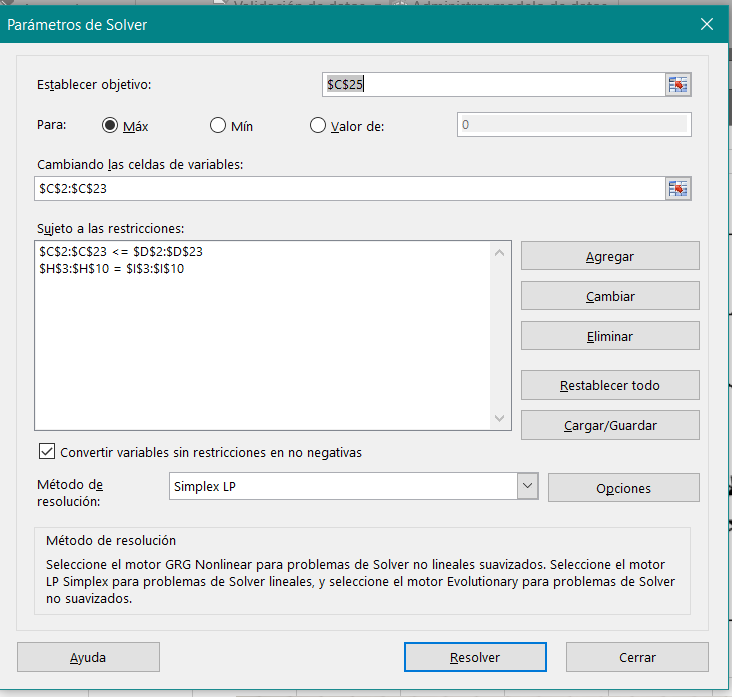 Parámetros de Solver
Establecer objetivo:
$C$25
Para:
Máx
Mín
Valor de:
0
Cambiando las celdas de variables:
$C$2:$C$23
Sujeto a las restricciones:
$C$2:$C$23 <= $D$2:$D$23
$H$3:$H$10 = $I$3:$I$10
Agregar
Cambiar
Eliminar
Restablecer todo
Cargar/Guardar
Convertir variables sin restricciones en no negativas
Método de
resolución:
Simplex LP
Opciones
Método de resolución
Seleccione el motor GRG Nonlinear para problemas de Solver no lineales suavizados. Seleccione el motor
LP Simplex para problemas de Solver lineales, y seleccione el motor Evolutionary para problemas de Solver
no suavizados.
Ayuda
Resolver
Cerrar